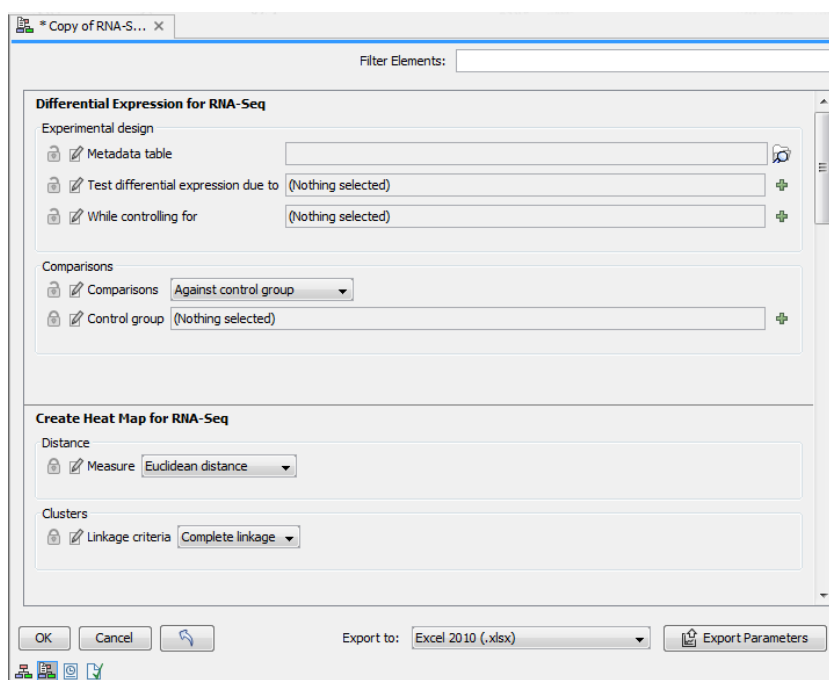 * Copy of RNA-S...
Filter Elements:
Differential Expression for RNA-Seq
Experimental design
Metadata table
Test differential expression due to (Nothing selected)
While controlling for (Nothing selected)
Comparisons
Comparisons Against control group
Control group (Nothing selected)
Create Heat Map for RNA-Seq
Distance
Measure Euclidean distance
Clusters
Linkage criteria Complete linkage
OK Cancel Export to: Excel 2010 (.xlsx) Export Parameters